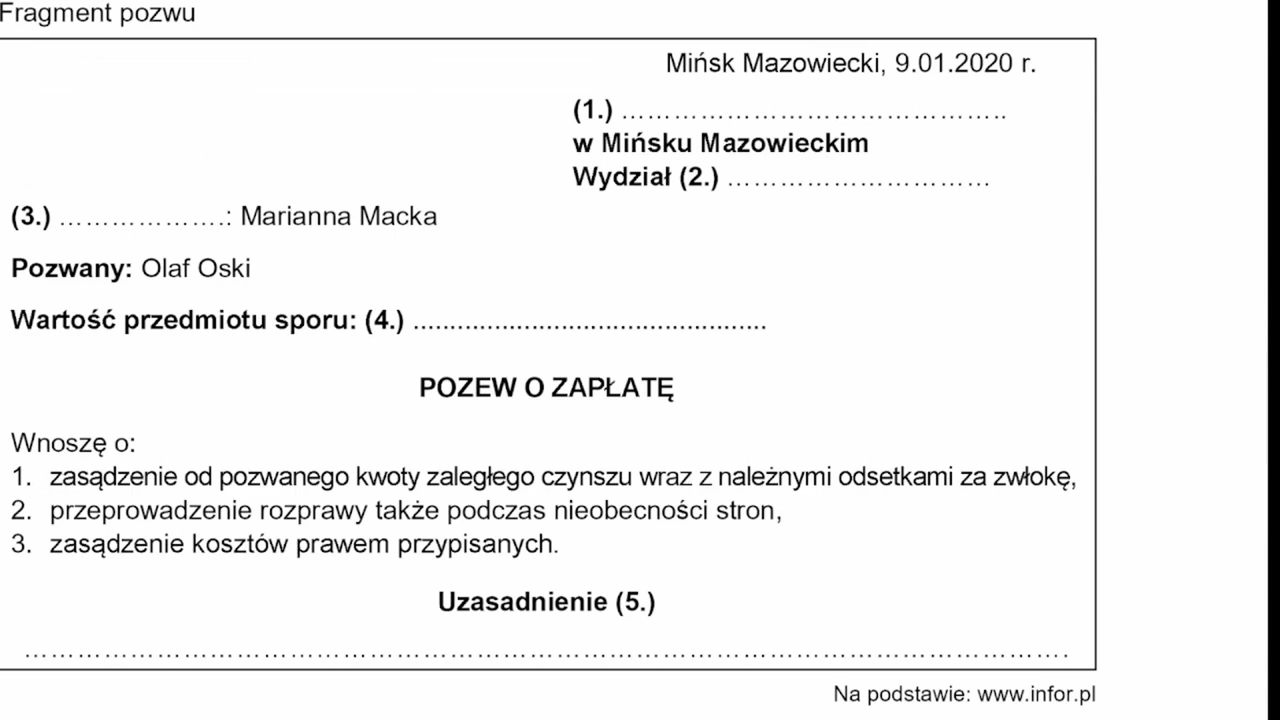 Fragment pozwu
Mińsk Mazowiecki, 9.01.2020 r.
(1.) ……………………………………..
w Mińsku Mazowieckim
Wydział (2.) …………………………
(3.) ……………….: Marianna Macka
Pozwany: Olaf Oski
Wartość przedmiotu sporu: (4.) ................................................
POZEW O ZAPŁATĘ
Wnoszę o:
1. zasądzenie od pozwanego kwoty zaległego czynszu wraz z należnymi odsetkami za zwłokę,
2. przeprowadzenie rozprawy także podczas nieobecności stron,
3. zasądzenie kosztów prawem przypisanych.
Uzasadnienie (5.)
………………………………………………………………………………………………………….
Na podstawie: www.infor.pl